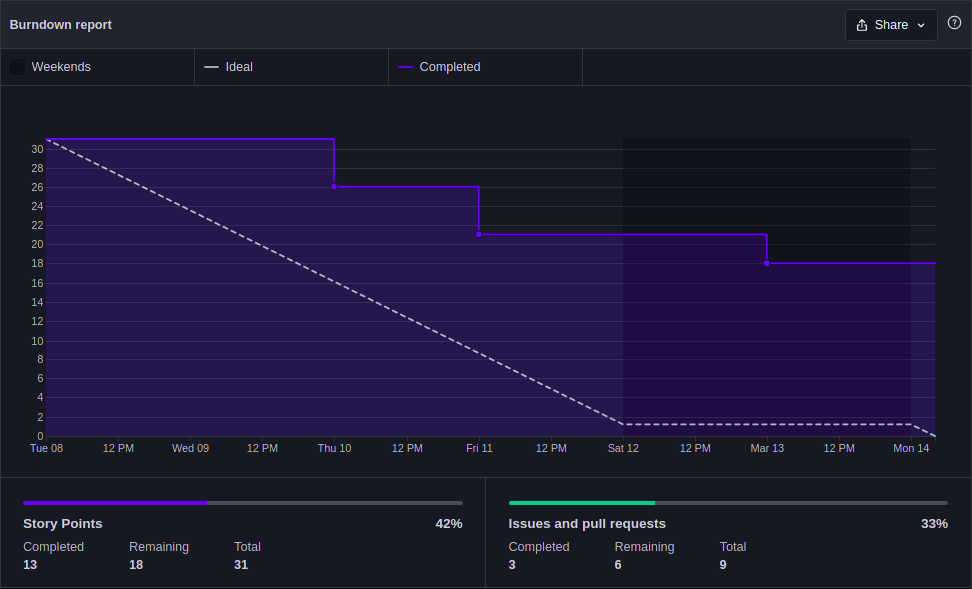 Burndown report
Share
Weekends
Ideal
Completed
30
28
26
24
22
20
18
16
14
12
10
8
6
4
2
0
Tue 08 12 PM Wed 09 12 PM Thu 10 12 PM Fri 11 12 PM Sat 12 12 PM Mar 13 12 PM Mon 14
Story Points 42%
Completed Remaining Total
13 18 31
Issues and pull requests 33%
Completed Remaining Total
3 6 9